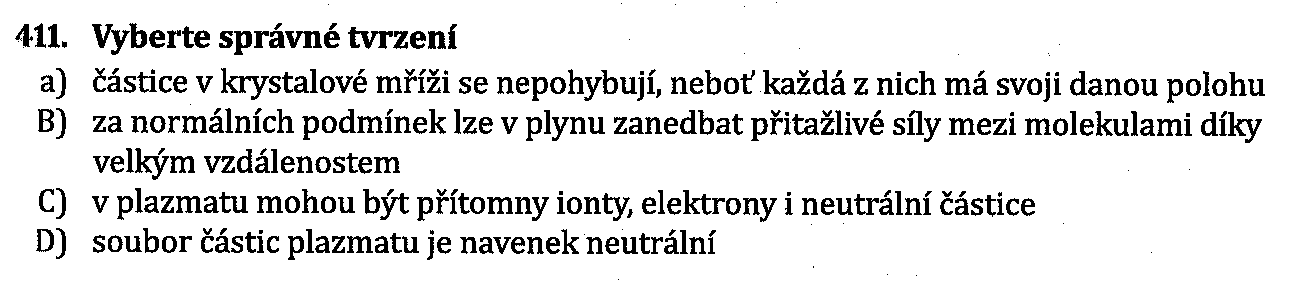 411. Vyberte správné tvrzení
a) částice v krystalové mříži se nepohybují, neboť každá z nich má svoji danou polohu
B) za normálních podmínek lze v plynu zanedbat přitažlivé síly mezi molekulami díky
velkým vzdálenostem
C) v plazmatu mohou být přítomny ionty, elektrony i neutrální částice
D) soubor částic plazmatu je navenek neutrální